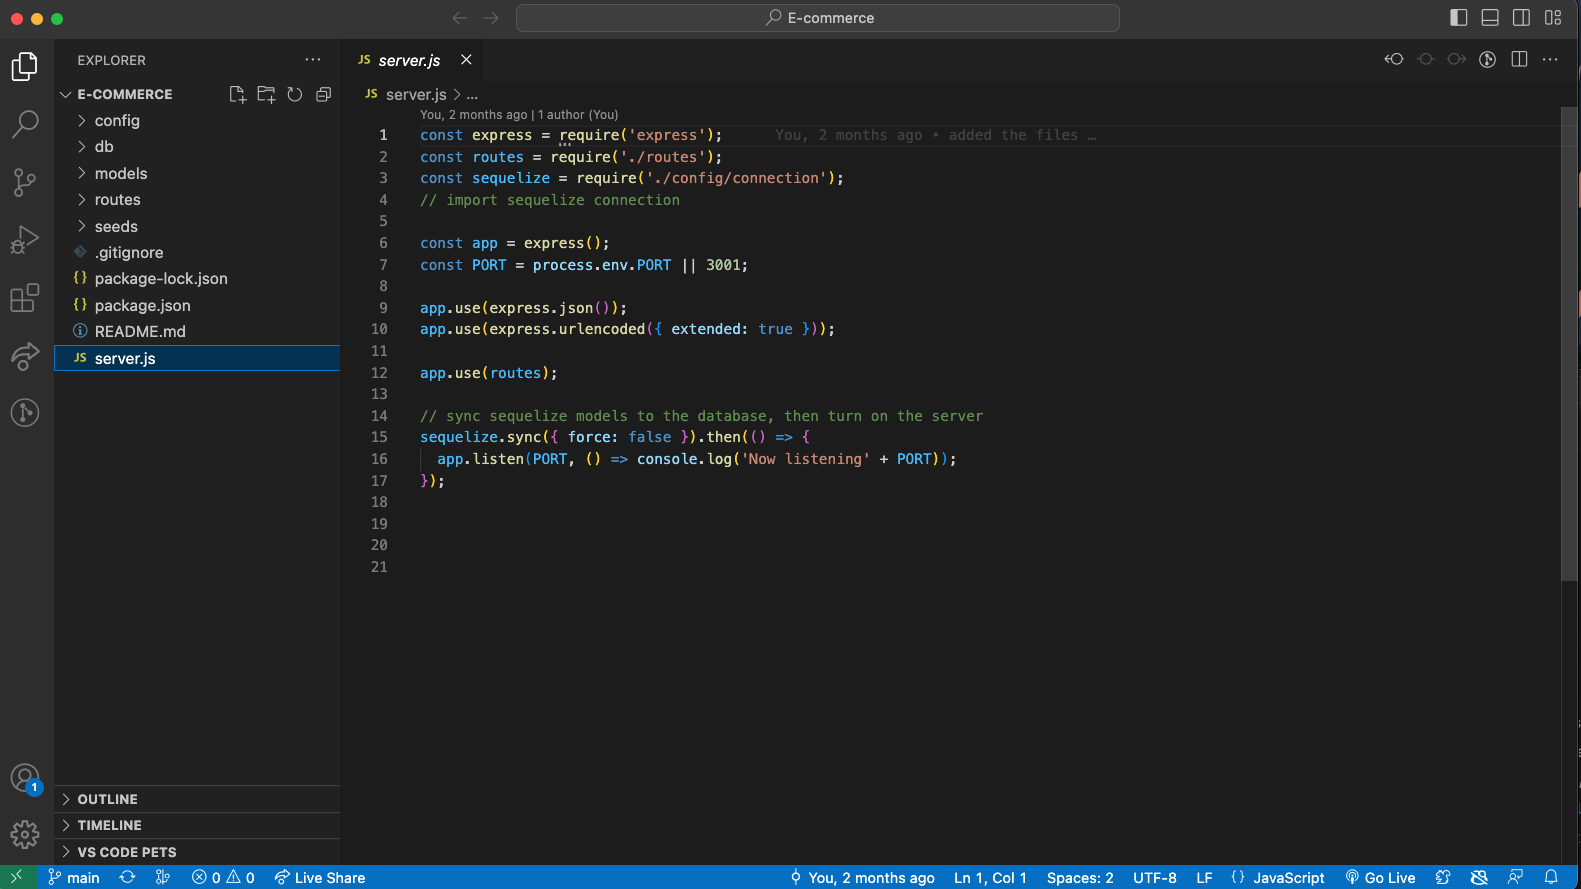 E-commerce
EXPLORER
E-COMMERCE
config
db
models
routes
seeds
.gitignore
{} package-lock.json
{} package.json
README.md
JS server.js
OUTLINE
TIMELINE
VS CODE PETS
JS server.js
JS server.js > ...
You, 2 months ago | 1 author (You)
1 const express = require('express'); You, 2 months ago • added the files …
2 const routes = require('./routes');
3 const sequelize = require('./config/connection');
4 // import sequelize connection
5
6 const app = express();
7 const PORT = process.env.PORT || 3001;
8
9 app.use(express.json());
10 app.use(express.urlencoded({ extended: true }));
11
12 app.use(routes);
13
14 // sync sequelize models to the database, then turn on the server
15 sequelize.sync({ force: false }).then(() => {
16 app.listen(PORT, () => console.log('Now listening' + PORT));
17 });
18
19
20
21
1
main 0 0 Live Share You, 2 months ago Ln 1, Col 1 Spaces: 2 UTF-8 LF {} JavaScript Go Live